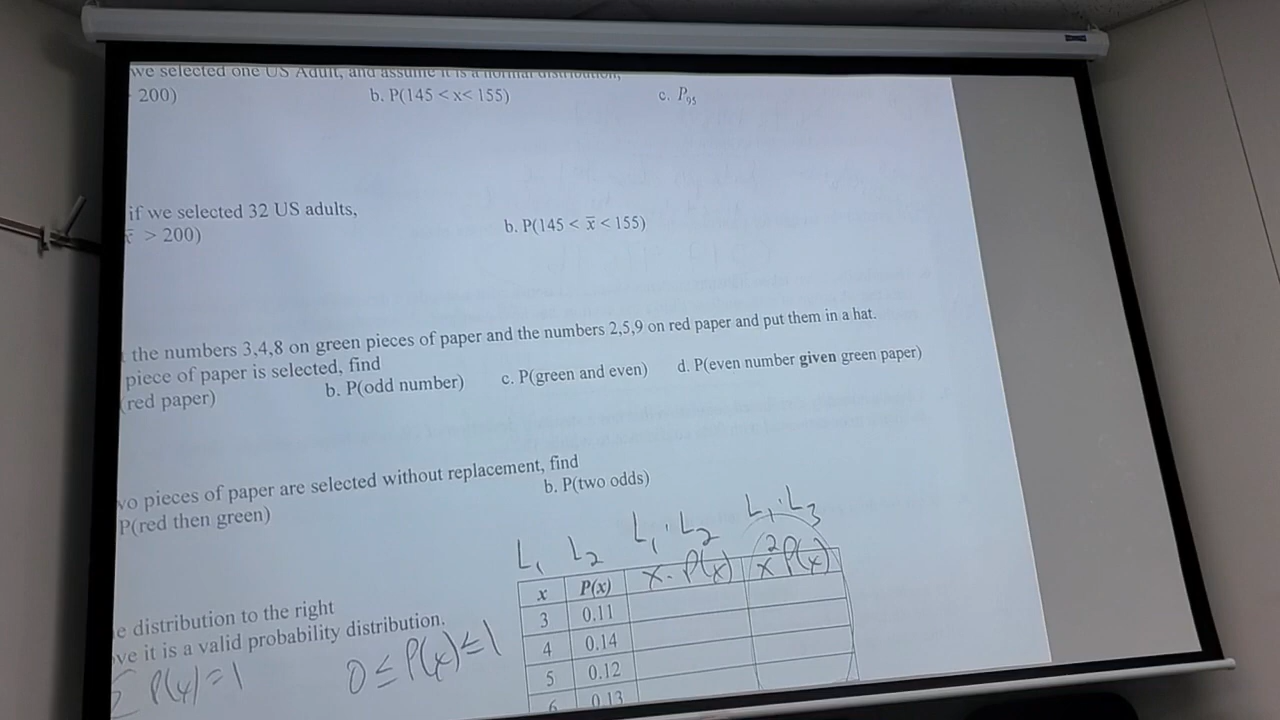 we selected one US Adult, and assume it is a normal distribution,
200) b. P(145 < x< 155) c. P₉₅
if we selected 32 US adults,
x̄ > 200) b. P(145 < x̄ < 155)
the numbers 3,4,8 on green pieces of paper and the numbers 2,5,9 on red paper and put them in a hat.
piece of paper is selected, find
(red paper) b. P(odd number) c. P(green and even) d. P(even number given green paper)
wo pieces of paper are selected without replacement, find
P(red then green) b. P(two odds)
L₁ L₂ L₁·L₂ L₁·L₃
x P(x) x·P(x) x²P(x)
3 0.11
4 0.14
5 0.12
6 0.13
e distribution to the right
ve it is a valid probability distribution.
Σ P(x)=1 0≤P(x)≤1